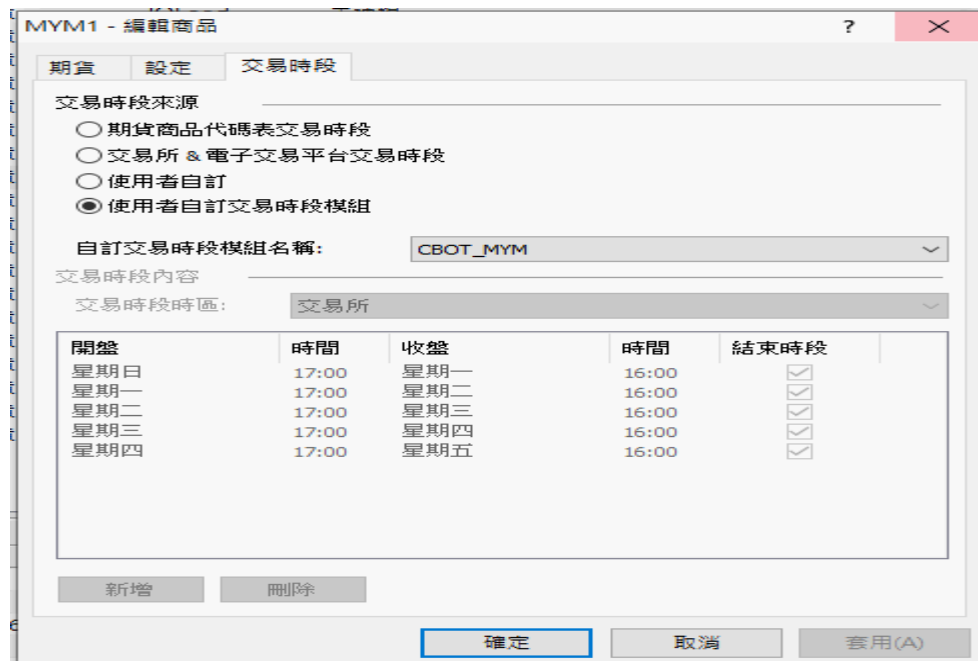 MYM1 - 編輯商品 ?
期貨 設定 交易時段
交易時段來源
期貨商品代碼表交易時段
交易所 & 電子交易平台交易時段
使用者自訂
使用者自訂交易時段模組
自訂交易時段模組名稱: CBOT_MYM
交易時段內容
交易時段時區: 交易所
開盤 時間 收盤 時間 結束時段
星期日 17:00 星期一 16:00
星期一 17:00 星期二 16:00
星期二 17:00 星期三 16:00
星期三 17:00 星期四 16:00
星期四 17:00 星期五 16:00
新增 刪除
確定 取消 套用(A)